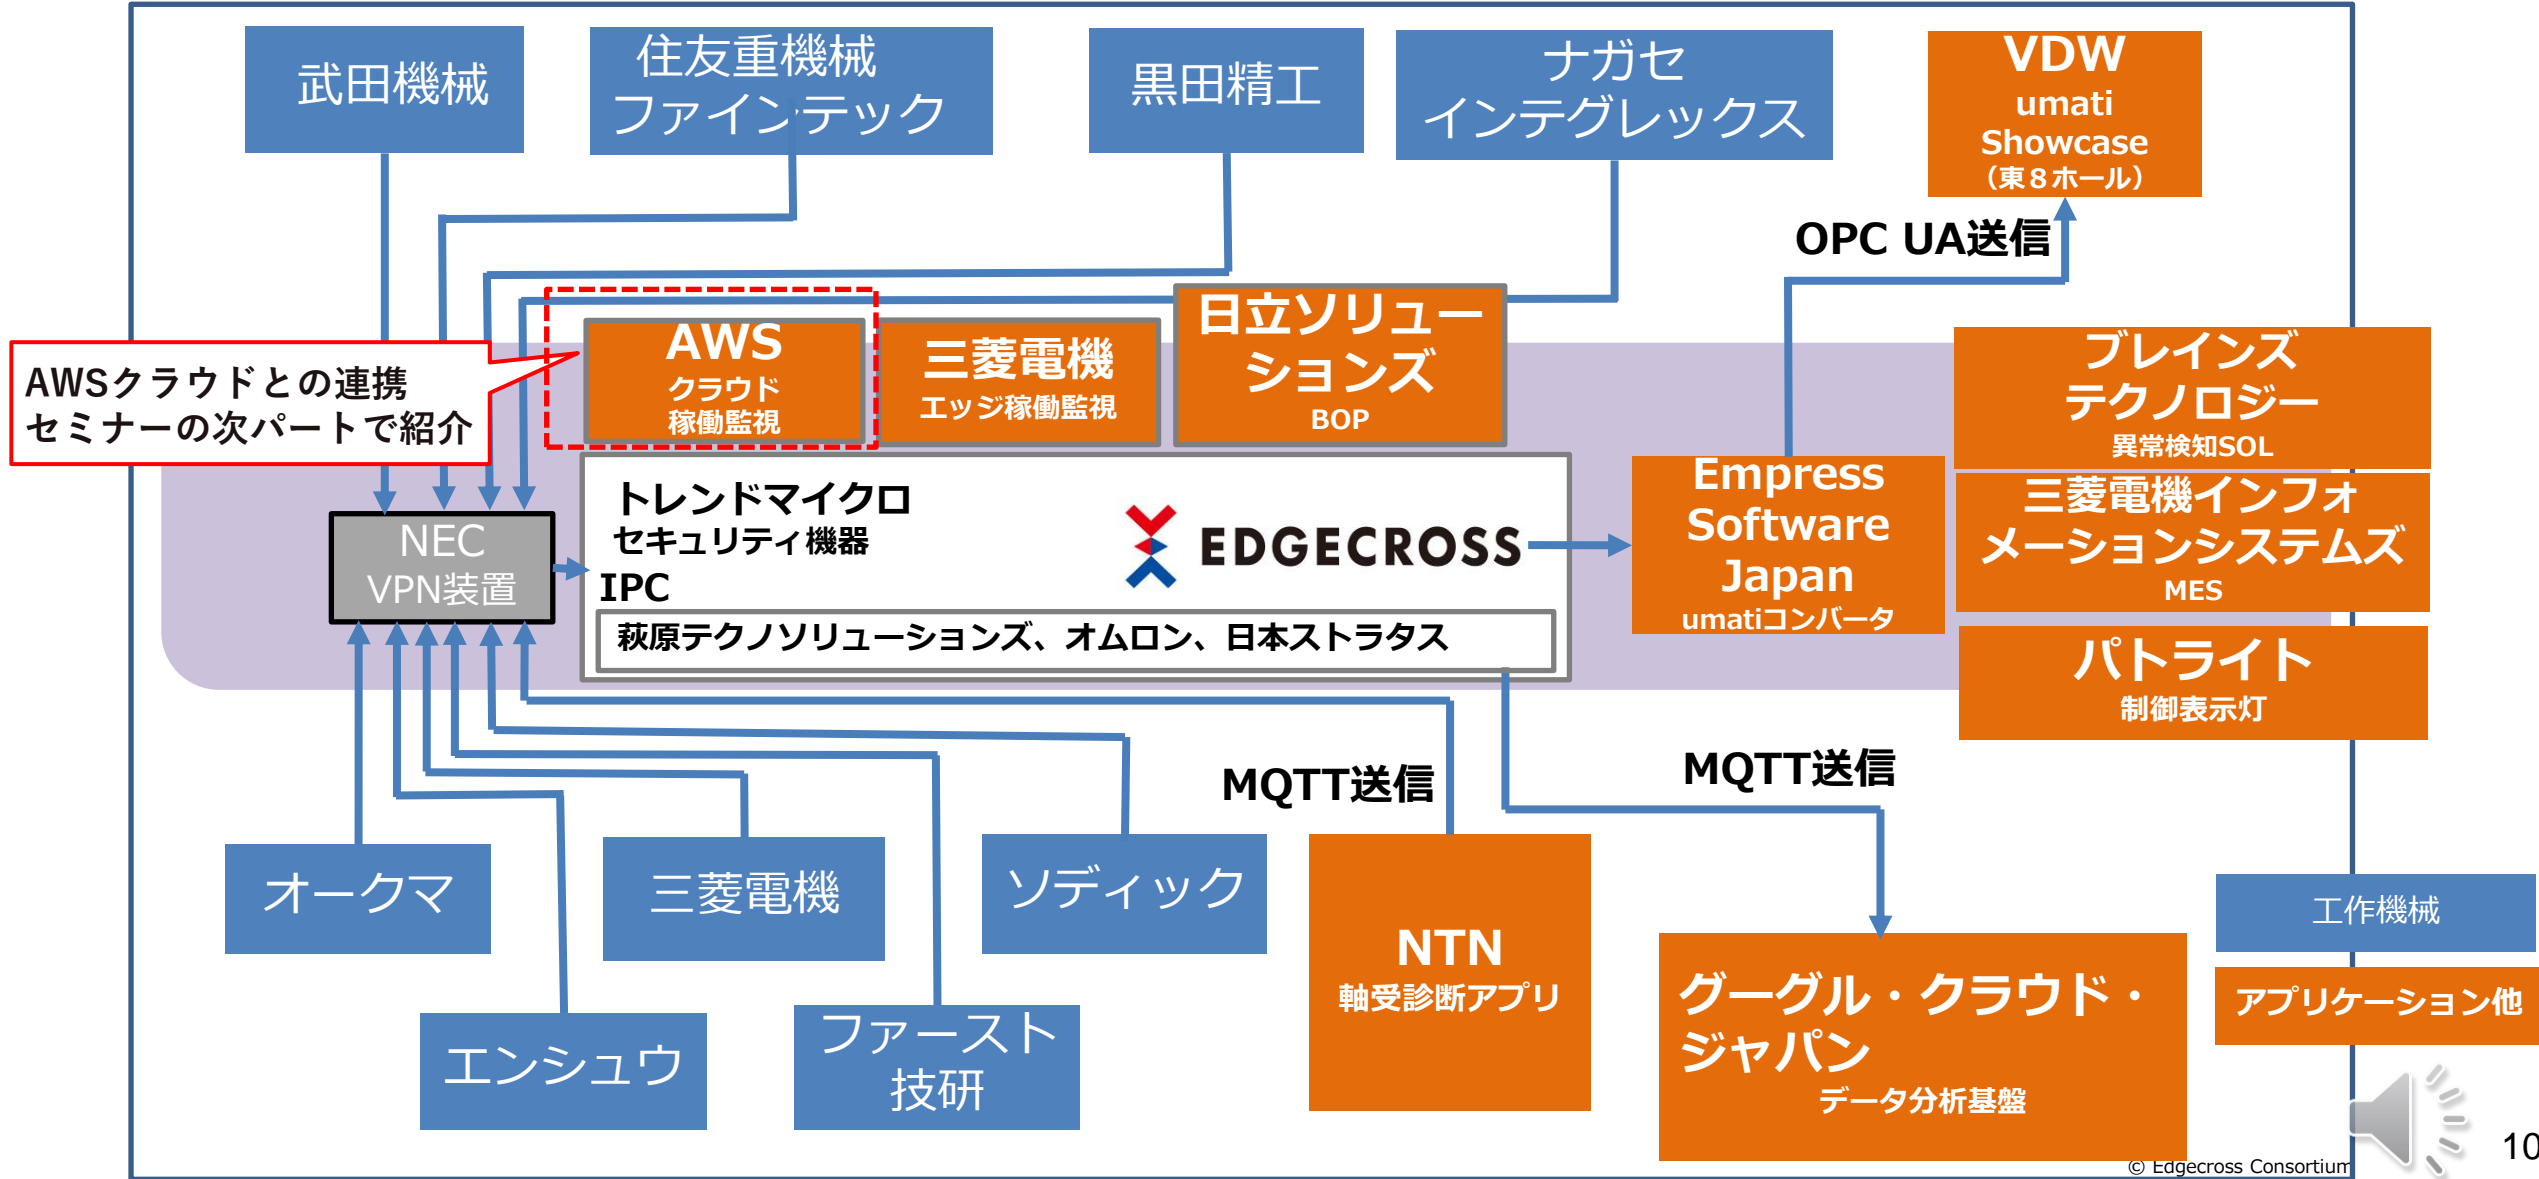 武田機械
住友重機械
ファインテック
黒田精工
ナガセ
インテグレックス
VDW
umati
Showcase
（東８ホール）
OPC UA送信
AWSクラウドとの連携
セミナーの次パートで紹介
AWS
クラウド
稼働監視
三菱電機
エッジ稼働監視
日立ソリュー
ションズ
BOP
ブレインズ
テクノロジー
異常検知SOL
NEC
VPN装置
トレンドマイクロ
セキュリティ機器
IPC
EDGECROSS
萩原テクノソリューションズ、オムロン、日本ストラタス
Empress
Software
Japan
umatiコンバータ
三菱電機インフォ
メーションシステムズ
MES
パトライト
制御表示灯
MQTT送信
MQTT送信
オークマ
三菱電機
ソディック
エンシュウ
ファースト
技研
NTN
軸受診断アプリ
グーグル・クラウド・
ジャパン
データ分析基盤
工作機械
アプリケーション他
© Edgecross Consortium
10